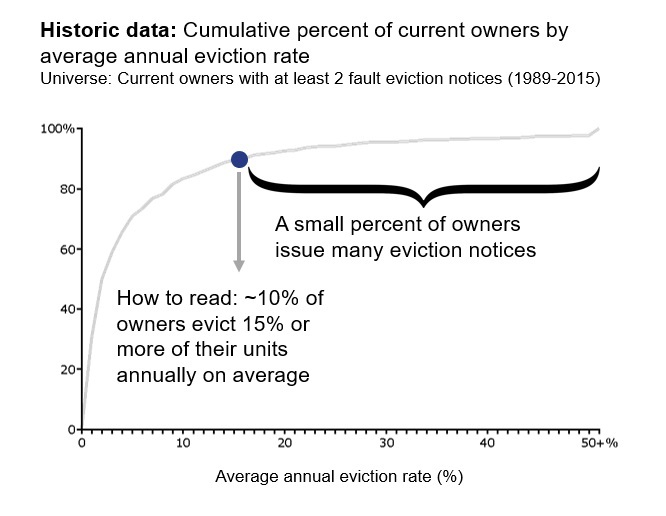 Historic data: Cumulative percent of current owners by
average annual eviction rate
Universe: Current owners with at least 2 fault eviction notices (1989-2015)
100%
80
A small percent of owners
issue many eviction notices
60
How to read: ~10% of
owners evict 15% or
more of their units
annually on average
40
20
0
0 10 20 30 40 50+%
Average annual eviction rate (%)